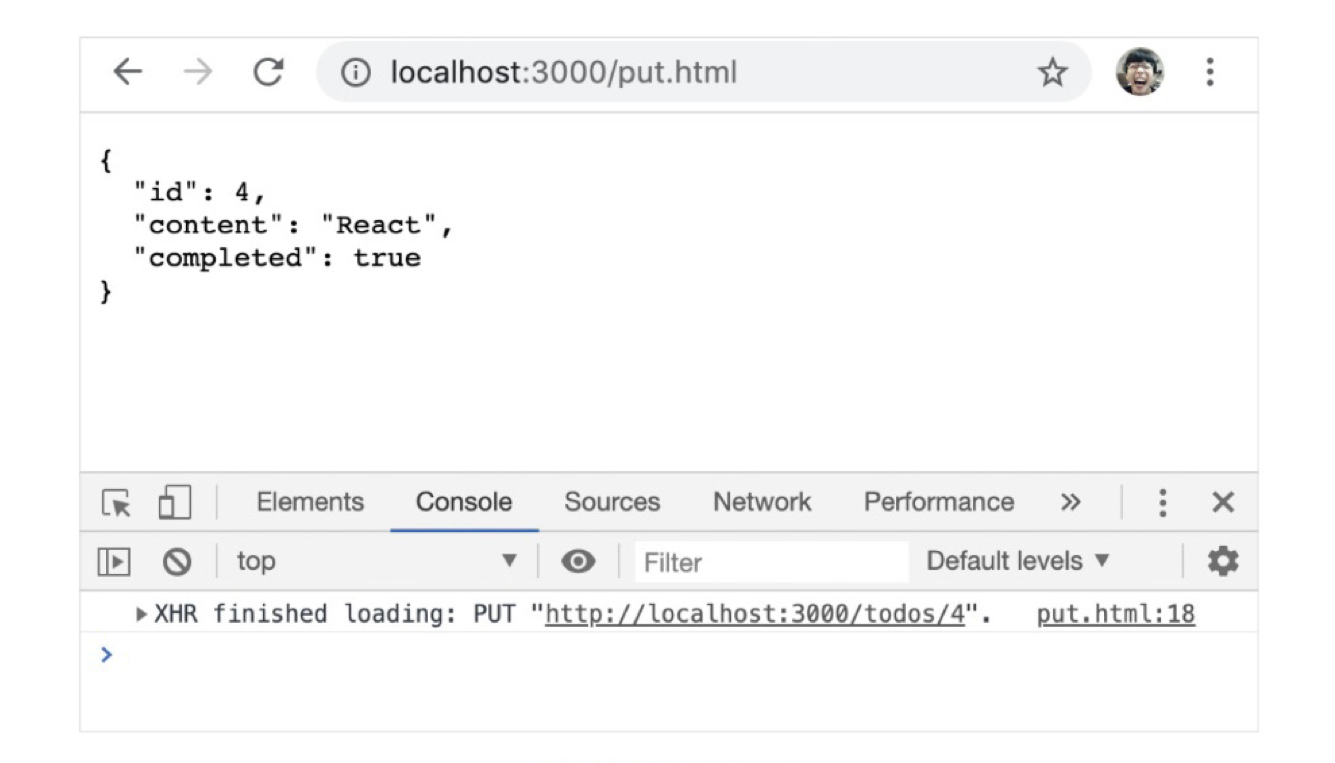 localhost:3000/put.html
{
  "id": 4,
  "content": "React",
  "completed": true
}
Elements Console Sources Network Performance »
top ▼ Filter Default levels ▼
▶XHR finished loading: PUT "http://localhost:3000/todos/4". put.html:18
>